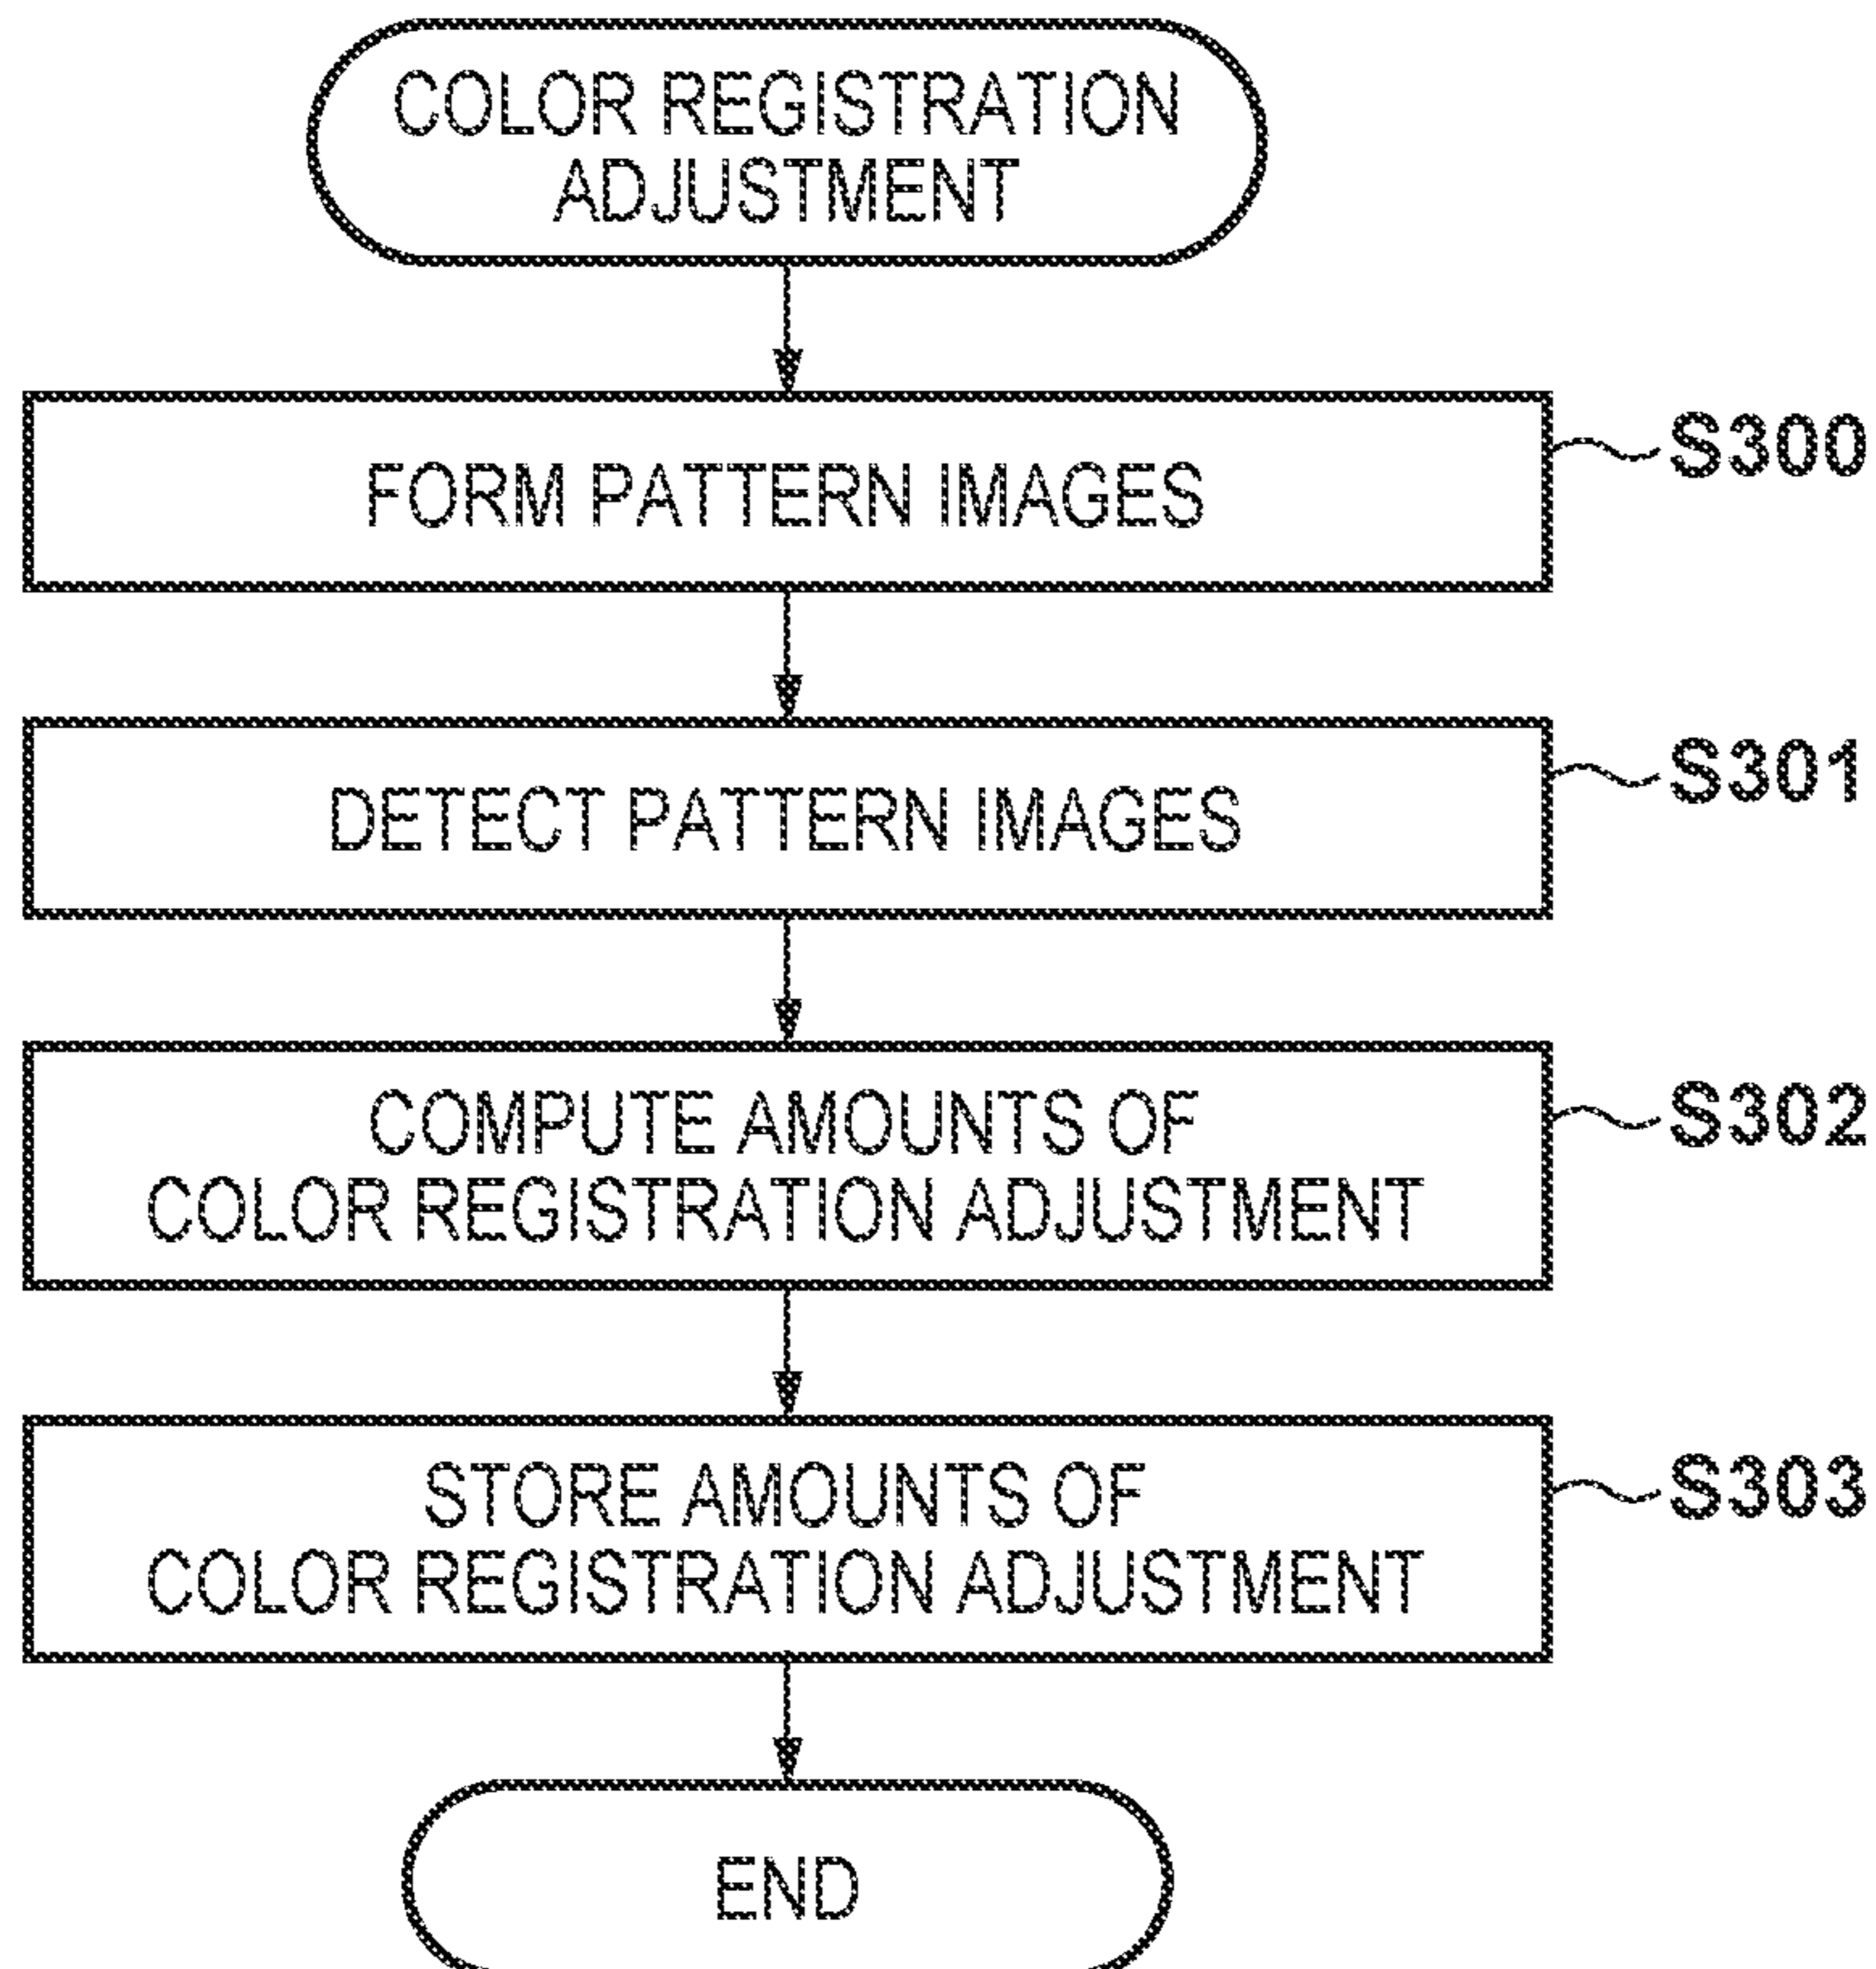 COLOR REGISTRATION
ADJUSTMENT
FORM PATTERN IMAGES
S300
DETECT PATTERN IMAGES
S301
COMPUTE AMOUNTS OF
COLOR REGISTRATION ADJUSTMENT
S302
STORE AMOUNTS OF
COLOR REGISTRATION ADJUSTMENT
S303
END